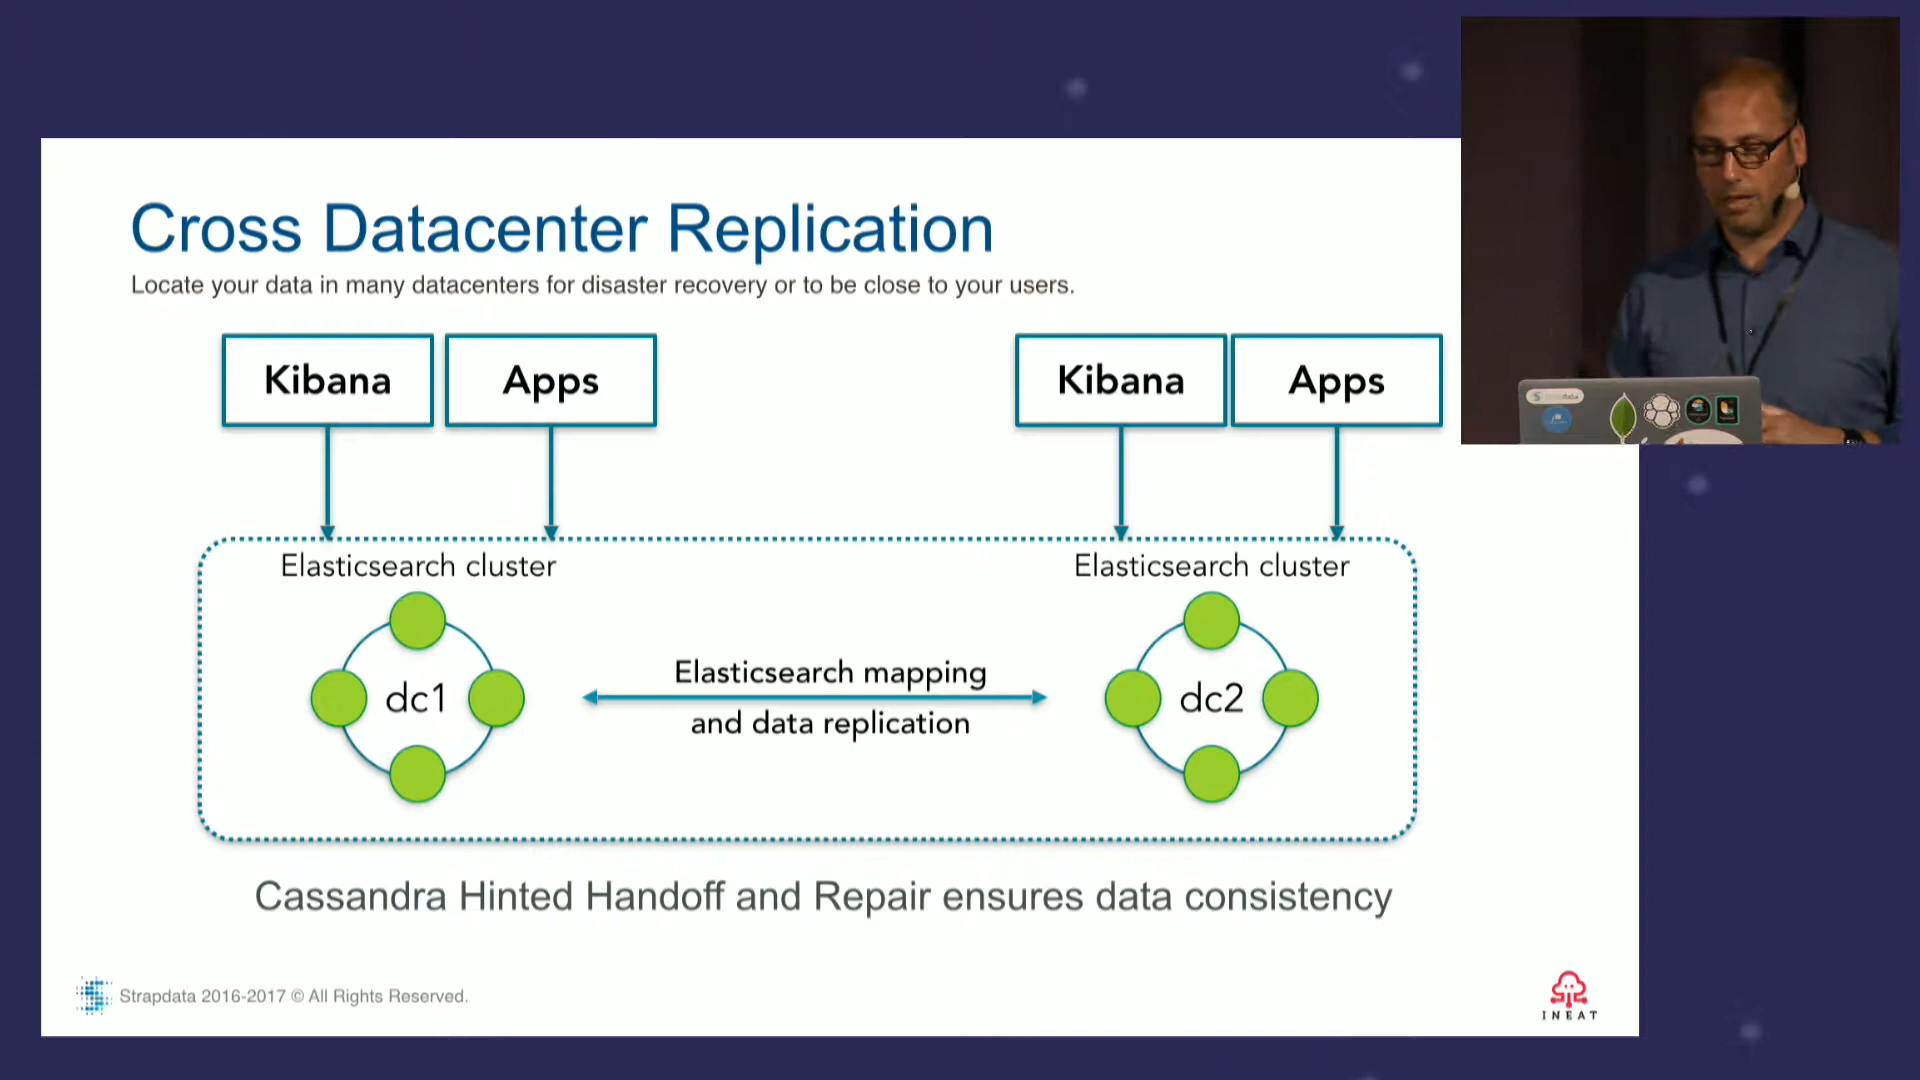 Cross Datacenter Replication
Locate your data in many datacenters for disaster recovery or to be close to your users.
Kibana
Apps
Kibana
Apps
Elasticsearch cluster
Elasticsearch cluster
dc1
Elasticsearch mapping
and data replication
dc2
Cassandra Hinted Handoff and Repair ensures data consistency
Strapdata 2016-2017 © All Rights Reserved.
INEAT